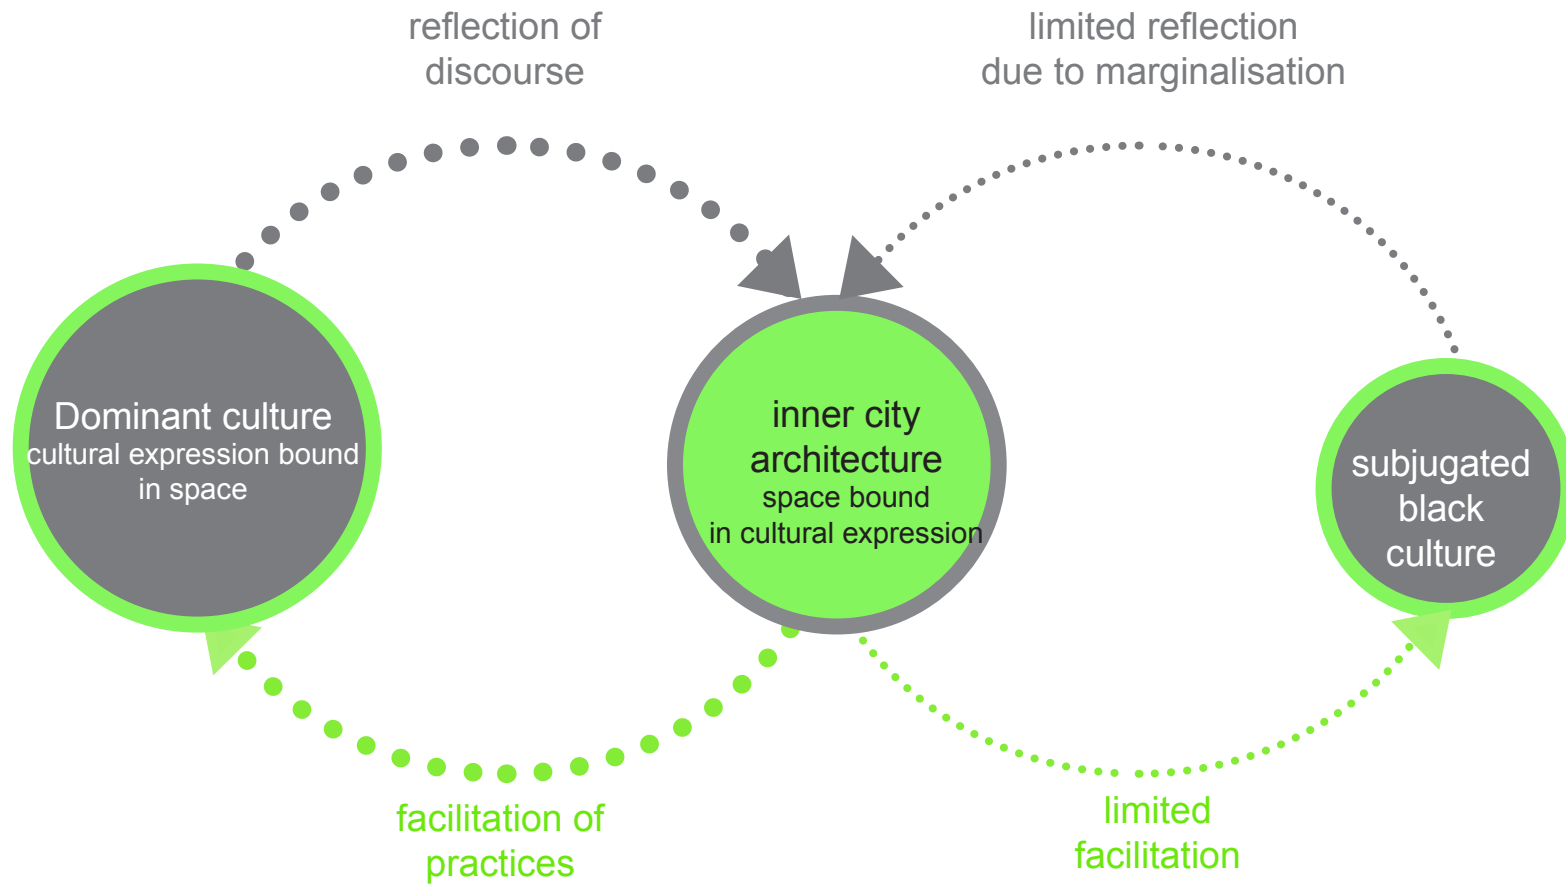 reflection of
discourse
limited reflection
due to marginalisation
Dominant culture
cultural expression bound
in space
inner city
architecture
space bound
in cultural expression
subjugated
black
culture
facilitation of
practices
limited
facilitation